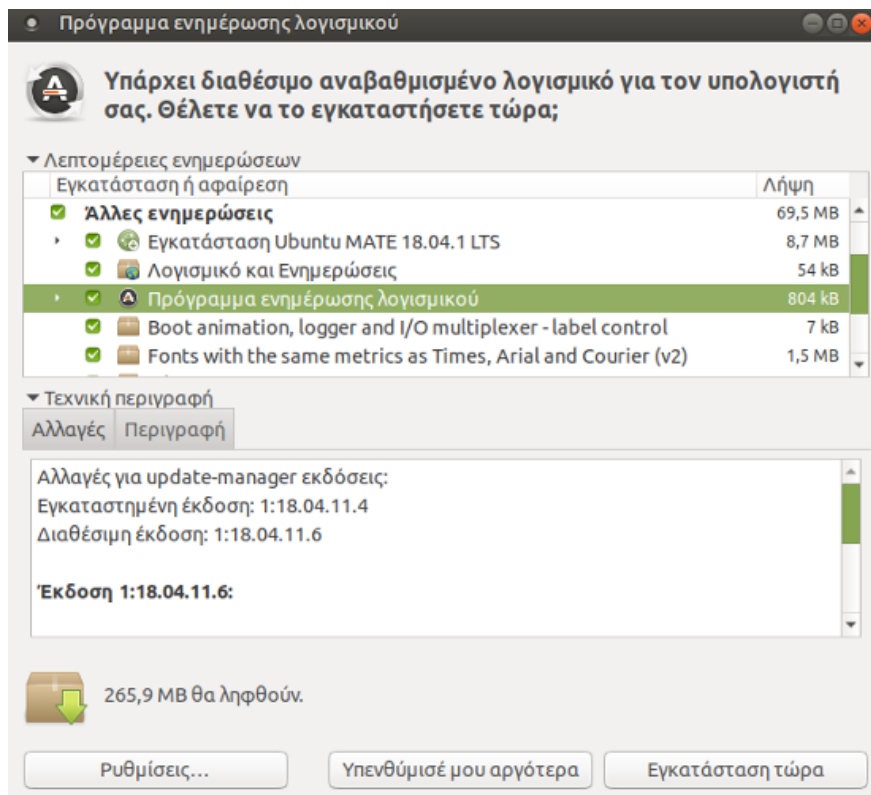 Πρόγραμμα ενημέρωσης λογισμικού
Υπάρχει διαθέσιμο αναβαθμισμένο λογισμικό για τον υπολογιστή
σας. Θέλετε να το εγκαταστήσετε τώρα;
Λεπτομέρειες ενημερώσεων
Εγκατάσταση ή αφαίρεση Λήψη
Άλλες ενημερώσεις 69,5 MB
Εγκατάσταση Ubuntu MATE 18.04.1 LTS 8,7 MB
Λογισμικό και Ενημερώσεις 54 kB
Πρόγραμμα ενημέρωσης λογισμικού 804 kB
Boot animation, logger and I/O multiplexer - label control 7 kB
Fonts with the same metrics as Times, Arial and Courier (v2) 1,5 MB
Τεχνική περιγραφή
Αλλαγές Περιγραφή
Αλλαγές για update-manager εκδόσεις:
Εγκαταστημένη έκδοση: 1:18.04.11.4
Διαθέσιμη έκδοση: 1:18.04.11.6
Έκδοση 1:18.04.11.6:
265,9 MB θα ληφθούν.
Ρυθμίσεις... Υπενθύμισέ μου αργότερα Εγκατάσταση τώρα